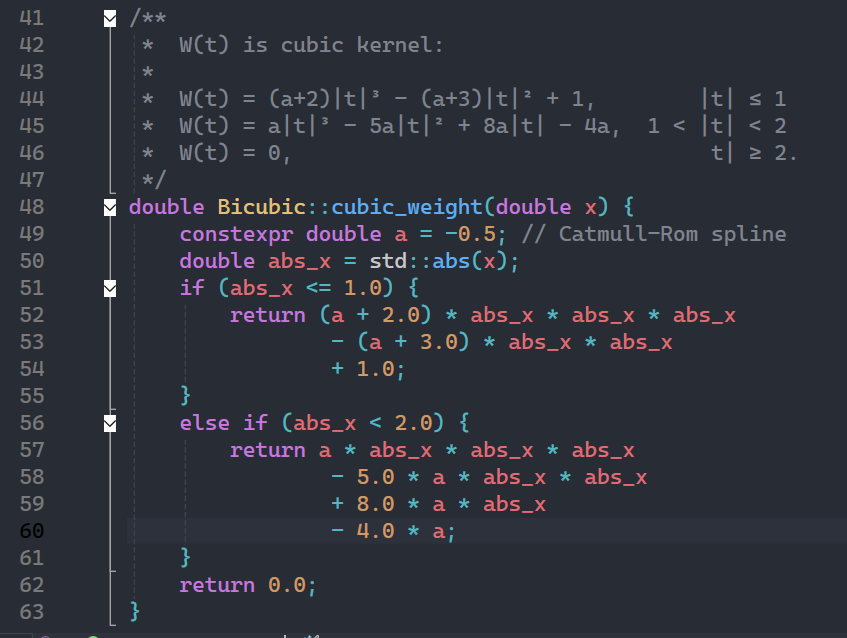 41 /**
42  *  W(t) is cubic kernel:
43  *
44  *  W(t) = (a+2)|t|³ − (a+3)|t|² + 1,        |t| ≤ 1
45  *  W(t) = a|t|³ − 5a|t|² + 8a|t| − 4a,  1 < |t| < 2
46  *  W(t) = 0,                                 t| ≥ 2.
47  */
48 double Bicubic::cubic_weight(double x) {
49     constexpr double a = -0.5; // Catmull-Rom spline
50     double abs_x = std::abs(x);
51     if (abs_x <= 1.0) {
52         return (a + 2.0) * abs_x * abs_x * abs_x
53                 - (a + 3.0) * abs_x * abs_x
54                 + 1.0;
55     }
56     else if (abs_x < 2.0) {
57         return a * abs_x * abs_x * abs_x
58                 - 5.0 * a * abs_x * abs_x
59                 + 8.0 * a * abs_x
60                 - 4.0 * a;
61     }
62     return 0.0;
63 }